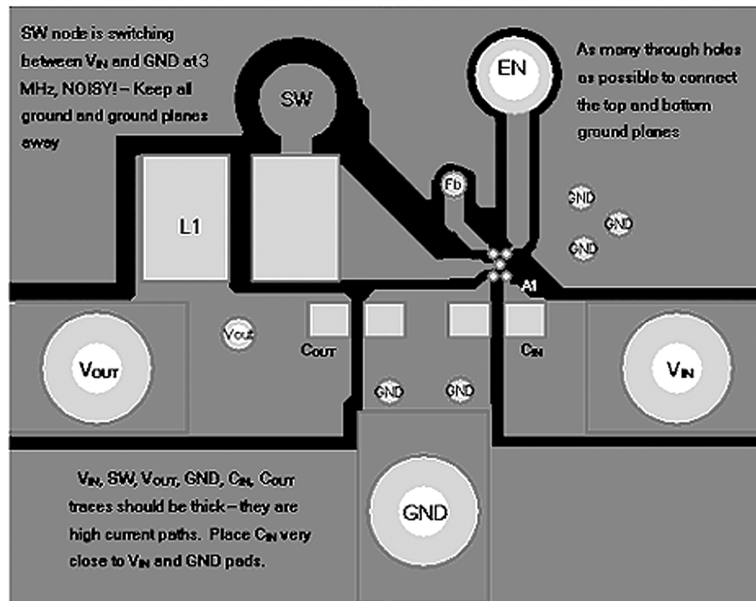 SW node is switching
between VIN and GND at 3
MHz, NOISY! – Keep all
ground and ground planes
away
SW
EN
As many through holes
as possible to connect
the top and bottom
ground planes
Fb
GND
GND
GND
L1
A1
Vout
COUT
CIN
VOUT
VIN
GND
GND
GND
VIN, SW, VOUT, GND, CIN, COUT
traces should be thick – they are
high current paths. Place CIN very
close to VIN and GND pads.